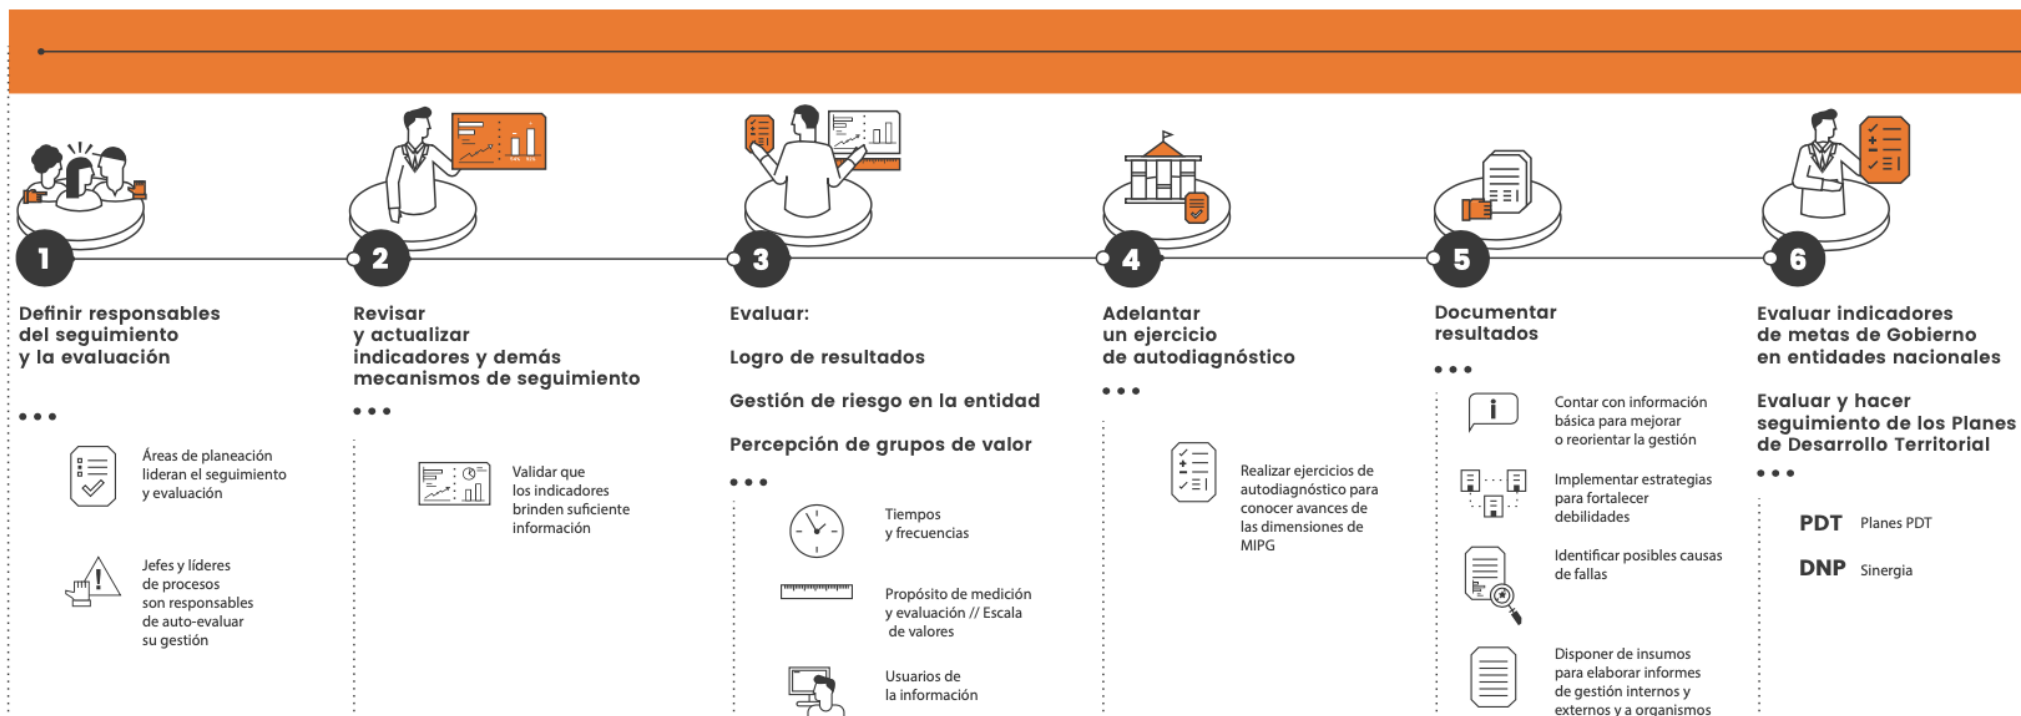 1
Definir responsables
del seguimiento
y la evaluación
Áreas de planeación
lideran el seguimiento
y evaluación
Jefes y líderes
de procesos
son responsables
de auto-evaluar
su gestión
2
Revisar
y actualizar
indicadores y demás
mecanismos de seguimiento
Validar que
los indicadores
brinden suficiente
información
3
Evaluar:
Logro de resultados
Gestión de riesgo en la entidad
Percepción de grupos de valor
Tiempos
y frecuencias
Propósito de medición
y evaluación // Escala
de valores
Usuarios de
la información
4
Adelantar
un ejercicio
de autodiagnóstico
Realizar ejercicios de
autodiagnóstico para
conocer avances de
las dimensiones de
MIPG
5
Documentar
resultados
Contar con información
básica para mejorar
o reorientar la gestión
Implementar estrategias
para fortalecer
debilidades
Identificar posibles causas
de fallas
Disponer de insumos
para elaborar informes
de gestión internos y
externos y a organismos
6
Evaluar indicadores
de metas de Gobierno
en entidades nacionales
Evaluar y hacer
seguimiento de los Planes
de Desarrollo Territorial
PDT Planes PDT
DNP Sinergia